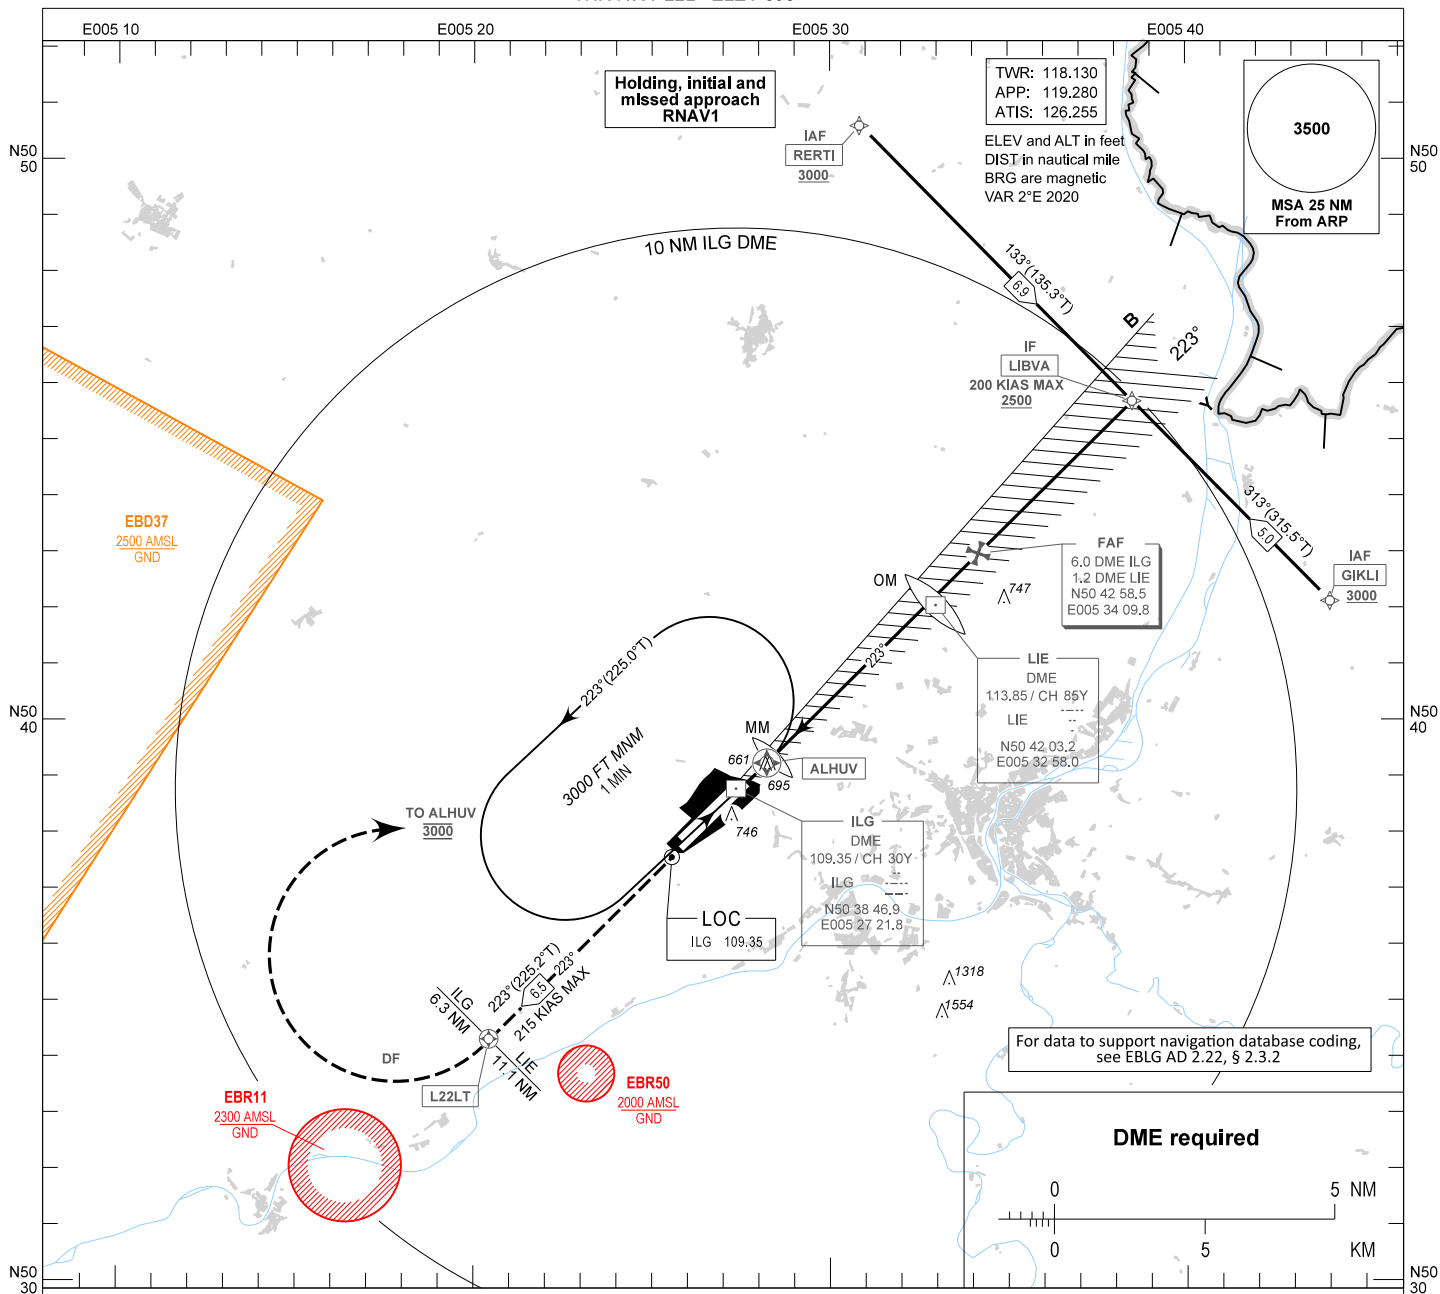 E005 10
E005 20
E005 30
E005 40
Holding, initial and
missed approach
RNAV1
TWR: 118.130
APP: 119.280
ATIS: 126.255
ELEV and ALT in feet
DIST in nautical mile
BRG are magnetic
VAR 2°E 2020
3500
MSA 25 NM
From ARP
N50
50
N50
50
IAF
RERTI
3000
10 NM ILG DME
133°(135.3°T)
6.9
B
223°
Y
IF
LIBVA
200 KIAS MAX
2500
313°(315.5°T)
5.0
IAF
GIKLI
3000
EBD37
2500 AMSL
GND
FAF
6.0 DME ILG
1.2 DME LIE
N50 42 58.5
E005 34 09.8
OM
747
223°
LIE
DME
113.85 / CH 85Y
LIE
N50 42 03.2
E005 32 58.0
223°(225.0°T)
3000 FT MNM
1 MIN
N50
40
N50
40
MM
661
ALHUV
695
746
TO ALHUV
3000
ILG
DME
109.35 / CH 30Y
ILG
N50 38 46.9
E005 27 21.8
LOC
ILG 109.35
223°(225.2°T)
6.5
223°
215 KIAS MAX
ILG
6.3 NM
LIE
11.1 NM
DF
L22LT
1318
1554
For data to support navigation database coding,
see EBLG AD 2.22, § 2.3.2
EBR50
2000 AMSL
GND
EBR11
2300 AMSL
GND
DME required
0
5 NM
0
5
KM
N50
30
N50
30